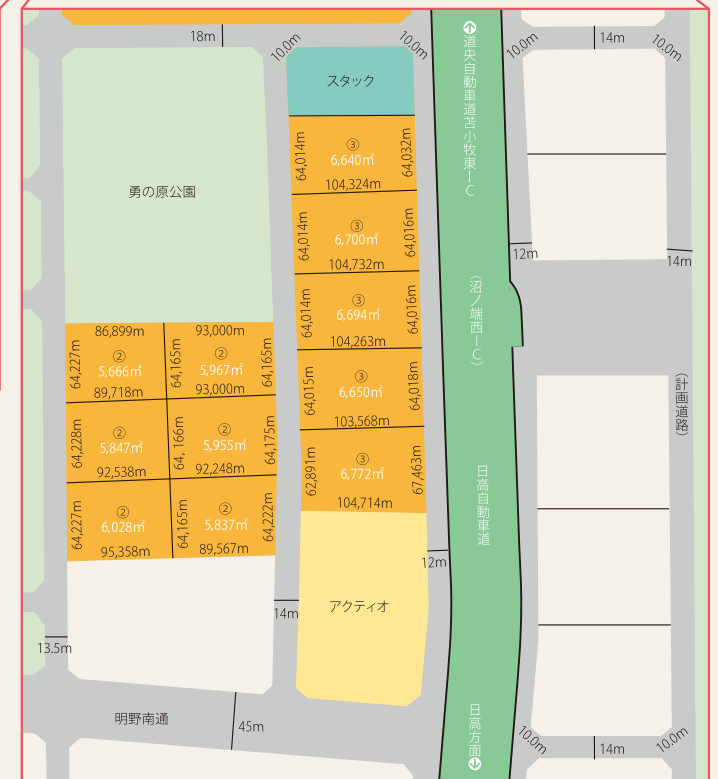 18m
10.0m
10.0m
10.0m
14m
10.0m
道央自動車道苫小牧東IC
(沼ノ端西IC)
日高自動車道
日高方面
スタック
③
6,640㎡
64,014m
64,032m
104,324m
③
6,700㎡
64,014m
64,016m
104,732m
③
6,694㎡
64,014m
64,016m
104,263m
③
6,650㎡
64,015m
64,018m
103,568m
③
6,772㎡
62,891m
67,463m
104,714m
アクティオ
勇の原公園
86,899m
93,000m
64,227m
②
5,666㎡
64,165m
②
5,967㎡
64,165m
89,718m
93,000m
64,228m
②
5,847㎡
64, 166m
②
5,955㎡
64,175m
92,538m
92,248m
64,227m
②
6,028㎡
64,165m
②
5,837㎡
64,222m
95,358m
89,567m
12m
14m
(計画道路)
12m
14m
13.5m
明野南通
45m
10.0m
14m
10.0m